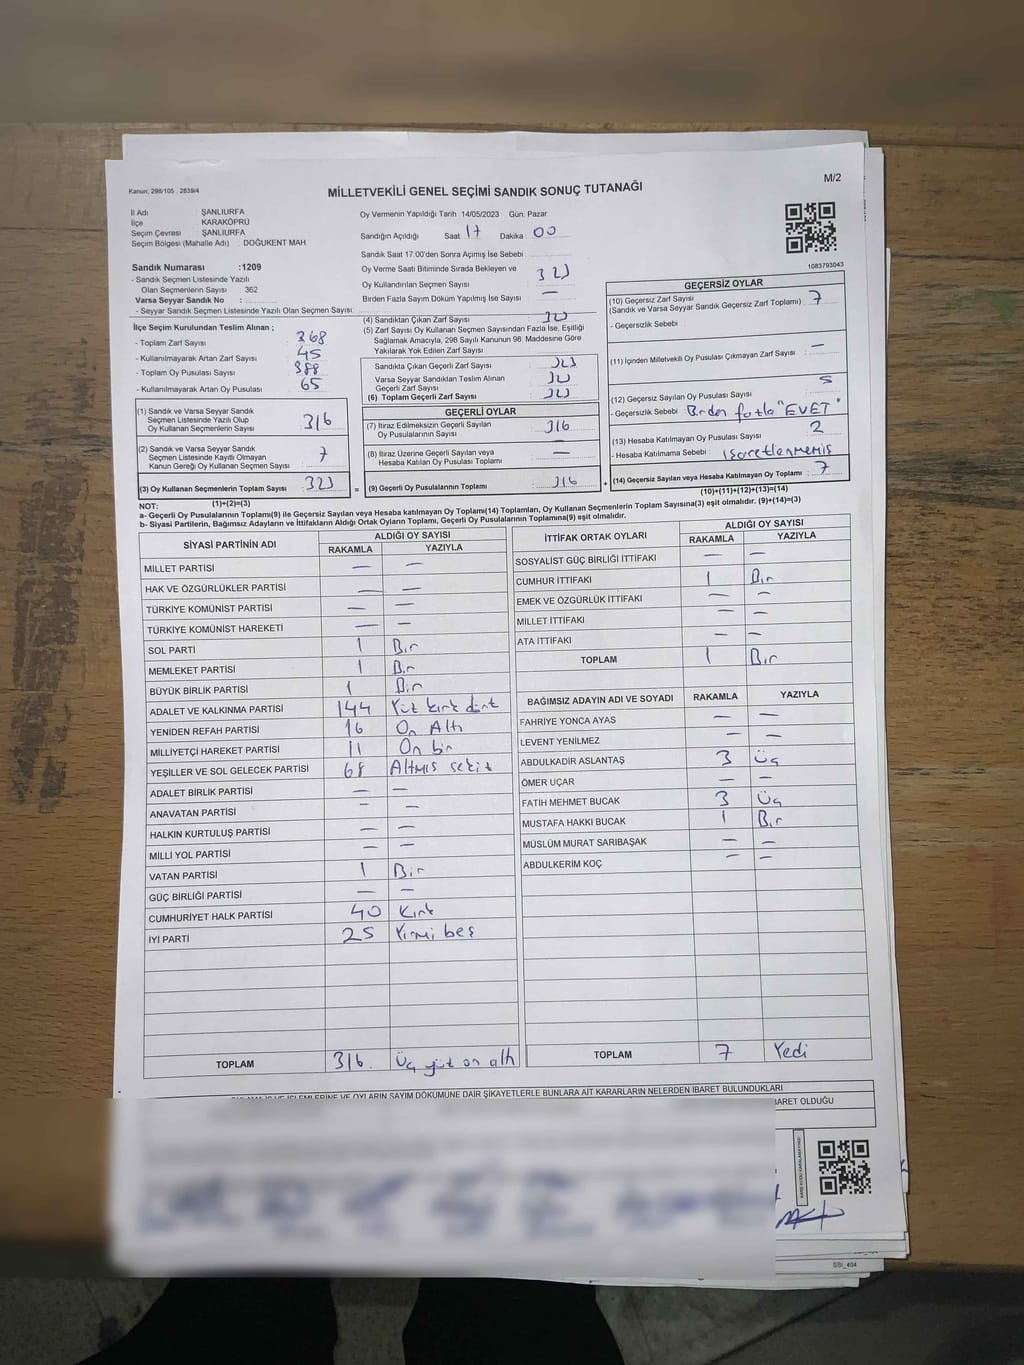 M/2
Kanun; 298/105 , 2839/4
MİLLETVEKİLİ GENEL SEÇİMİ SANDIK SONUÇ TUTANAĞI
İl Adı ŞANLIURFA
İlçe KARAKÖPRÜ
Seçim Çevresi ŞANLIURFA
Seçim Bölgesi (Mahalle Adı) DOĞUKENT MAH
Sandık Numarası :1209
- Sandık Seçmen Listesinde Yazılı
Olan Seçmenlerin Sayısı 362
Varsa Seyyar Sandık No :
- Seyyar Sandık Seçmen Listesinde Yazılı Olan Seçmen Sayısı:
Oy Vermenin Yapıldığı Tarih 14/05/2023 Gün: Pazar
Sandığın Açıldığı Saat 17 Dakika 00
Sandık Saat 17:00'den Sonra Açımış İse Sebebi
Oy Verme Saati Bitiminde Sırada Bekleyen ve
Oy Kullandırılan Seçmen Sayısı 323
Birden Fazla Sayım Döküm Yapılmış İse Sayısı —
1083793043
İlçe Seçim Kurulundan Teslim Alınan ;
- Toplam Zarf Sayısı : 368
- Kullanılmayarak Artan Zarf Sayısı : 45
- Toplam Oy Pusulası Sayısı : 388
- Kullanılmayarak Artan Oy Pusulası : 65
(4) Sandıktan Çıkan Zarf Sayısı
(5) Zarf Sayısı Oy Kullanan Seçmen Sayısından Fazla İse, Eşitliği
Sağlamak Amacıyla, 298 Sayılı Kanunun 98. Maddesine Göre
Yakılarak Yok Edilen Zarf Sayısı
Sandıkta Çıkan Geçerli Zarf Sayısı 323
Varsa Seyyar Sandıktan Teslim Alınan
Geçerli Zarf Sayısı
(6) Toplam Geçerli Zarf Sayısı 323
GEÇERSİZ OYLAR
(10) Geçersiz Zarf Sayısı
(Sandık ve Varsa Seyyar Sandık Geçersiz Zarf Toplamı) : 7
- Geçersizlik Sebebi
(11) İçinden Milletvekili Oy Pusulası Çıkmayan Zarf Sayısı : —
(12) Geçersiz Sayılan Oy Pusulası Sayısı 5
- Geçersizlik Sebebi : Birden fazla "EVET"
(13) Hesaba Katılmayan Oy Pusulası Sayısı 2
- Hesaba Katılmama Sebebi : işaretlenmemiş
(14) Geçersiz Sayılan veya Hesaba Katılmayan Oy Toplamı : 7
(10)+(11)+(12)+(13)=(14)
(1) Sandık ve Varsa Seyyar Sandık
Seçmen Listesinde Yazılı Olup
Oy Kullanan Seçmenlerin Sayısı 316
(2) Sandık ve Varsa Seyyar Sandık
Seçmen Listesinde Kayıtlı Olmayan
Kanun Gereği Oy Kullanan Seçmen Sayısı 7
(3) Oy Kullanan Seçmenlerin Toplam Sayısı 323
(1)+(2)=(3)
GEÇERLİ OYLAR
(7) İtiraz Edilmeksizin Geçerli Sayılan
Oy Pusulalarının Sayısı 316
(8) İtiraz Üzerine Geçerli Sayılan veya
Hesaba Katılan Oy Pusulası Toplamı —
(9) Geçerli Oy Pusulalarının Toplamı : 316
NOT:
a- Geçerli Oy Pusulalarının Toplamı(9) ile Geçersiz Sayılan veya Hesaba katılmayan Oy Toplamı(14) Toplamları, Oy Kullanan Seçmenlerin Toplam Sayısına(3) eşit olmalıdır. (9)+(14)=(3)
b- Siyasi Partilerin, Bağımsız Adayların ve İttifakların Aldığı Ortak Oyların Toplamı, Geçerli Oy Pusulalarının Toplamına(9) eşit olmalıdır.
SİYASİ PARTİNİN ADI ALDIĞI OY SAYISI
RAKAMLA YAZIYLA
MİLLET PARTİSİ — —
HAK VE ÖZGÜRLÜKLER PARTİSİ — —
TÜRKİYE KOMÜNİST PARTİSİ — —
TÜRKİYE KOMÜNİST HAREKETİ — —
SOL PARTİ 1 Bir
MEMLEKET PARTİSİ 1 Bir
BÜYÜK BİRLİK PARTİSİ 1 Bir
ADALET VE KALKINMA PARTİSİ 144 Yüz kırk dört
YENİDEN REFAH PARTİSİ 16 On Altı
MİLLİYETÇİ HAREKET PARTİSİ 11 On bir
YEŞİLLER VE SOL GELECEK PARTİSİ 68 Altmış sekiz
ADALET BİRLİK PARTİSİ — —
ANAVATAN PARTİSİ — —
HALKIN KURTULUŞ PARTİSİ — —
MİLLİ YOL PARTİSİ — —
VATAN PARTİSİ 1 Bir
GÜÇ BİRLİĞİ PARTİSİ — —
CUMHURİYET HALK PARTİSİ 40 Kırk
İYİ PARTİ 25 Yirmi beş
TOPLAM 316. Üç yüz on altı
İTTİFAK ORTAK OYLARI ALDIĞI OY SAYISI
RAKAMLA YAZIYLA
SOSYALİST GÜÇ BİRLİĞİ İTTİFAKI — —
CUMHUR İTTİFAKI 1 Bir
EMEK VE ÖZGÜRLÜK İTTİFAKI — —
MİLLET İTTİFAKI — —
ATA İTTİFAKI — —
TOPLAM 1 Bir
BAĞIMSIZ ADAYIN ADI VE SOYADI RAKAMLA YAZIYLA
FAHRİYE YONCA AYAS — —
LEVENT YENİLMEZ — —
ABDULKADİR ASLANTAŞ 3 Üç
ÖMER UÇAR — —
FATİH MEHMET BUCAK 3 Üç
MUSTAFA HAKKI BUCAK 1 Bir
MÜSLÜM MURAT SARIBAŞAK — —
ABDULKERİM KOÇ — —
TOPLAM 7 Yedi
VE OYLARIN SAYIM DÖKÜMÜNE DAİR ŞİKAYETLERLE BUNLARA AİT KARARLARIN NELERDEN İBARET BULUNDUKLARI
BARET OLDUĞU